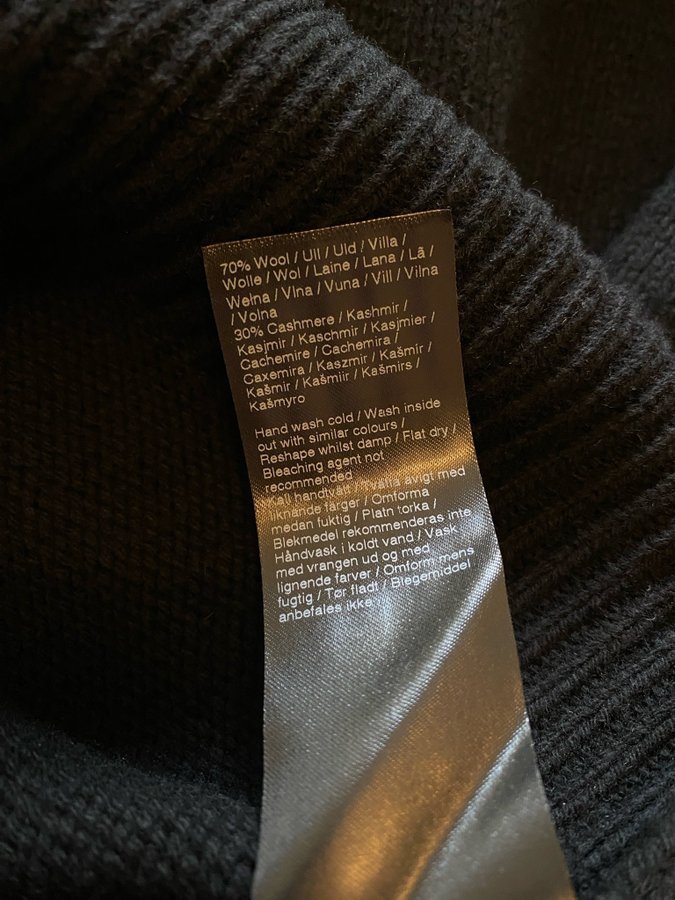 70% Wool / Ull / Uld / Villa /
Wolle / Wol / Laine / Lana / Lã /
Wełna / Vlna / Vuna / Vill / Vilna
/ Volna
30% Cashmere / Kashmir /
Kasjmir / Kaschmir / Kasjmier /
Cachemire / Cachemira /
Caxemira / Kaszmir / Kašmír /
Kašmir / Kašmiir / Kašmirs /
Kašmyro
Hand wash cold / Wash inside
out with similar colours /
Reshape whilst damp / Flat dry /
Bleaching agent not
recommended
Kall handtvätt / Tvätta avigt med
liknande färger / Omforma
medan fuktig / Platn torka /
Blekmedel rekommenderas inte
Håndvask i koldt vand / Vask
med vrangen ud og med
lignende farver / Omform mens
fugtig / Tør fladt / Blegemiddel
anbefales ikke